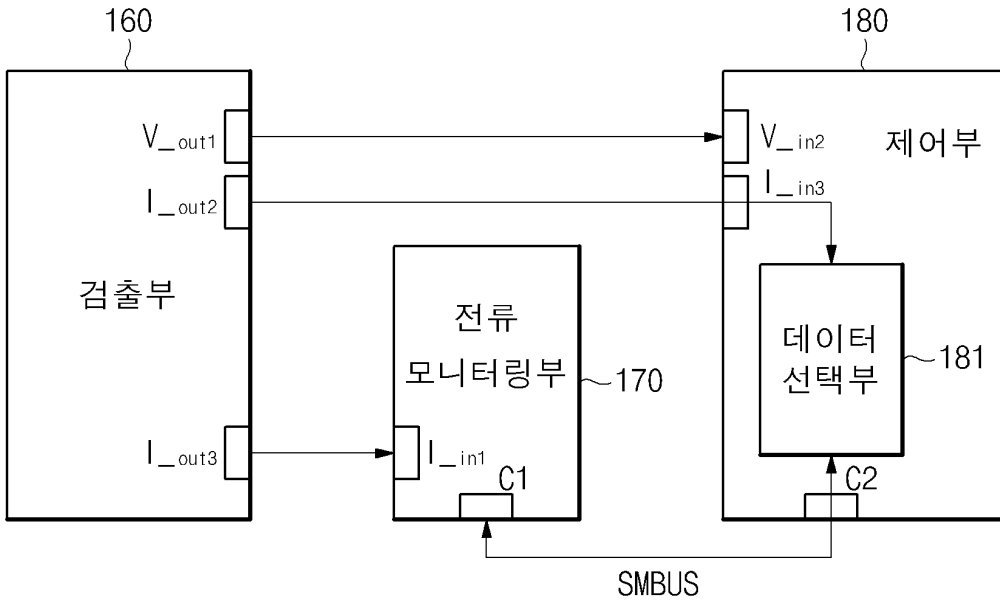 160
180
V_out1
V_in2
제어부
I_out2
I_in3
검출부
전류
모니터링부
170
데이터
선택부
181
I_out3
I_in1
C1
C2
SMBUS